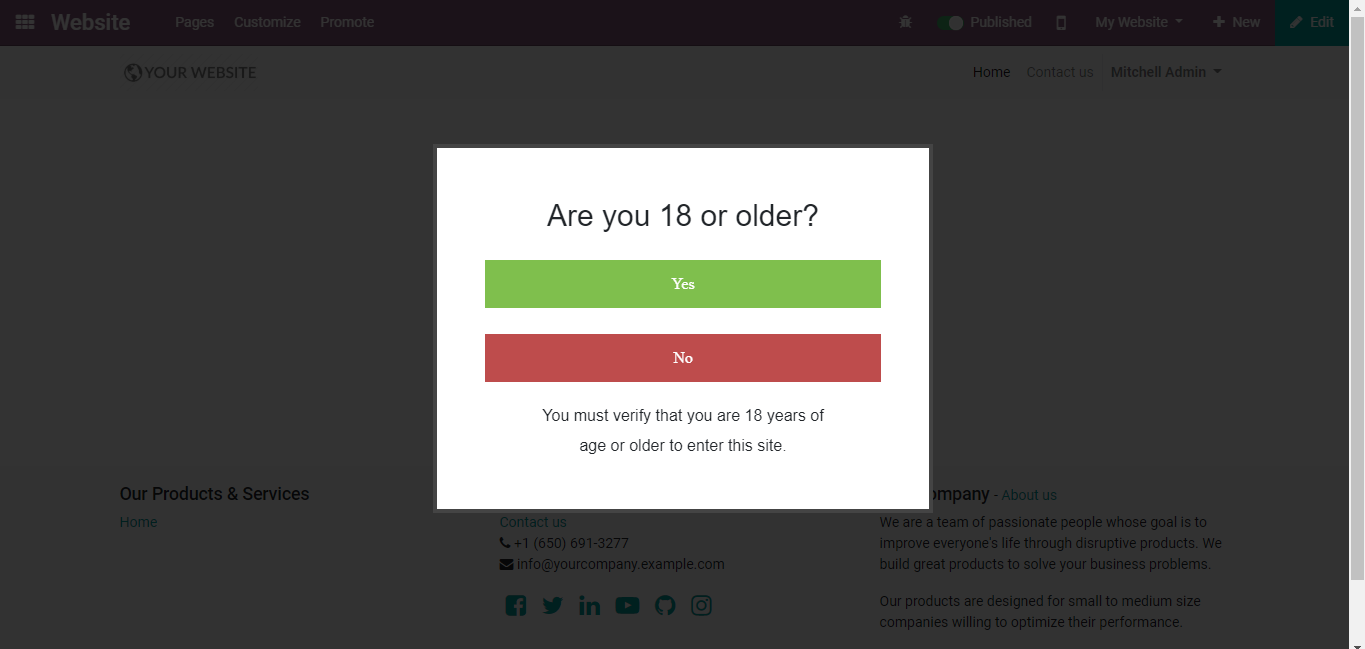 Website Pages Customize Promote Published My Website New Edit
YOUR WEBSITE Home Contact us Mitchell Admin
Are you 18 or older?
Yes
No
You must verify that you are 18 years of
age or older to enter this site.
Our Products & Services
Home
Contact us
+1 (650) 691-3277
info@yourcompany.example.com
mpany - About us
We are a team of passionate people whose goal is to
improve everyone's life through disruptive products. We
build great products to solve your business problems.
Our products are designed for small to medium size
companies willing to optimize their performance.